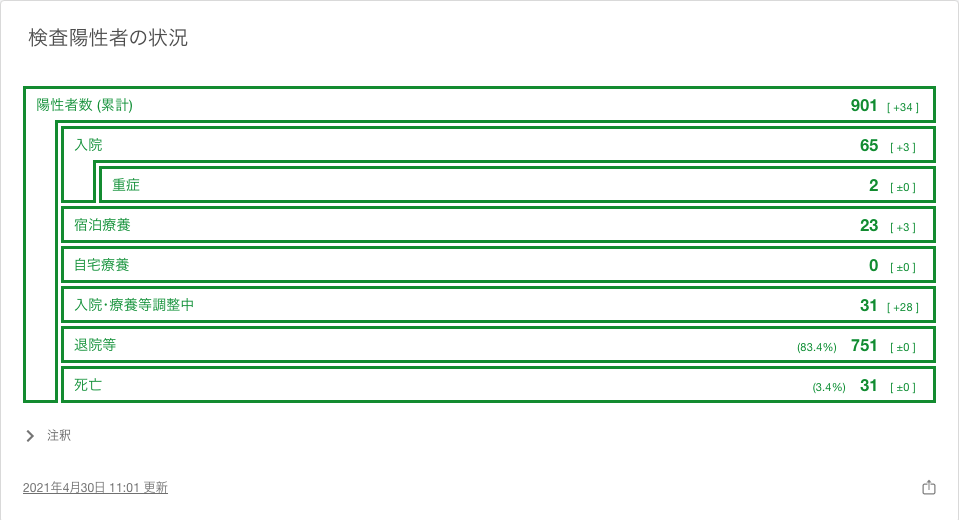 検査陽性者の状況
陽性者数 (累計) 901 [ +34 ]
入院 65 [ +3 ]
重症 2 [ ±0 ]
宿泊療養 23 [ +3 ]
自宅療養 0 [ ±0 ]
入院･療養等調整中 31 [ +28 ]
退院等 (83.4%) 751 [ ±0 ]
死亡 (3.4%) 31 [ ±0 ]
注釈
2021年4月30日 11:01 更新